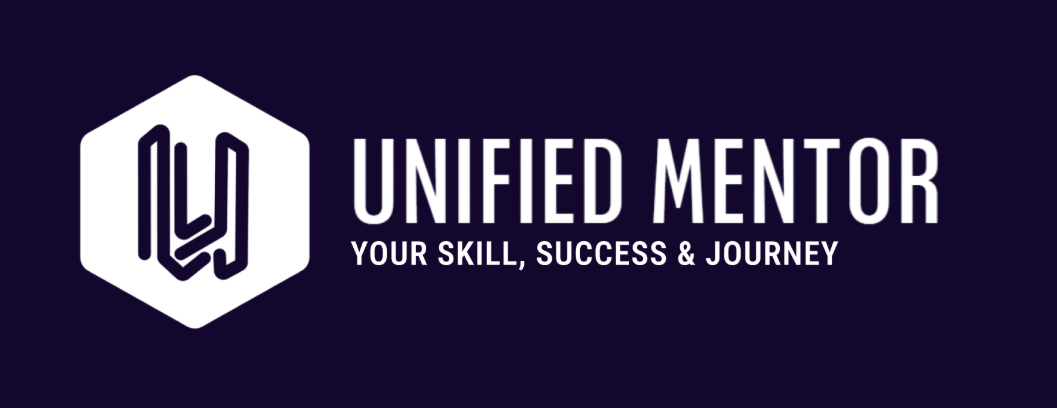 UNIFIED MENTOR
YOUR SKILL, SUCCESS & JOURNEY